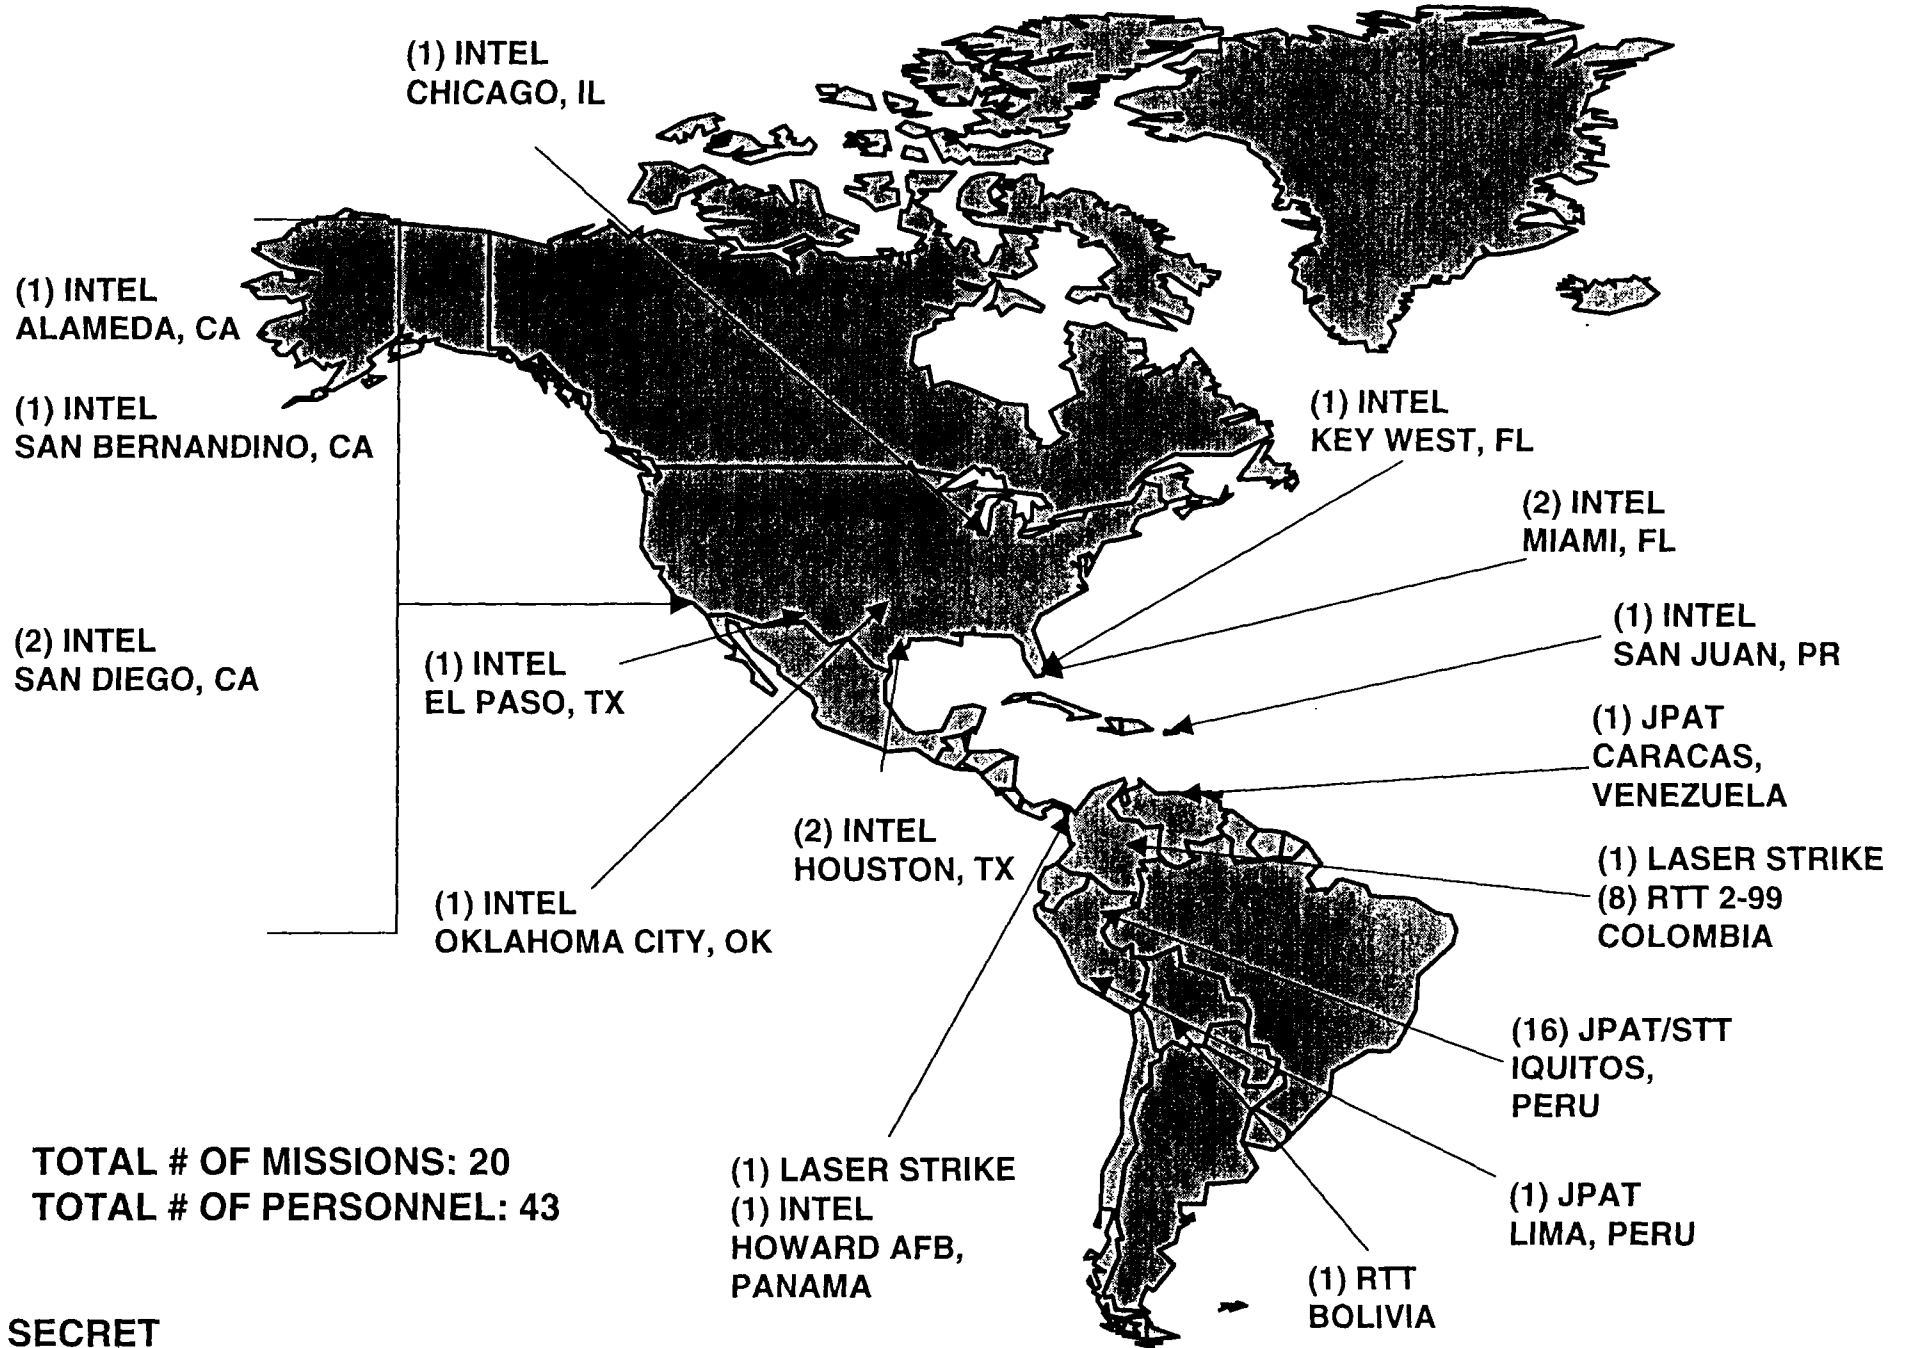 (1) INTEL
CHICAGO, IL
(1) INTEL
ALAMEDA, CA
(1) INTEL
SAN BERNANDINO, CA
(2) INTEL
SAN DIEGO, CA
(1) INTEL
EL PASO, TX
(1) INTEL
OKLAHOMA CITY, OK
(2) INTEL
HOUSTON, TX
(1) INTEL
KEY WEST, FL
(2) INTEL
MIAMI, FL
(1) INTEL
SAN JUAN, PR
(1) JPAT
CARACAS,
VENEZUELA
(1) LASER STRIKE
(8) RTT 2-99
COLOMBIA
(16) JPAT/STT
IQUITOS,
PERU
(1) JPAT
LIMA, PERU
(1) RTT
BOLIVIA
(1) LASER STRIKE
(1) INTEL
HOWARD AFB,
PANAMA
TOTAL # OF MISSIONS: 20
TOTAL # OF PERSONNEL: 43
SECRET